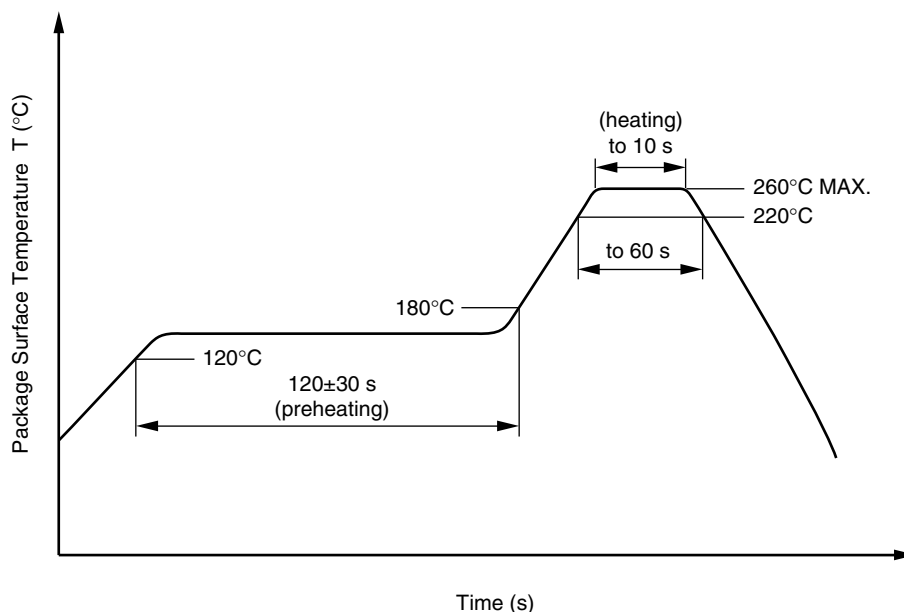 Package Surface Temperature T (°C)
(heating)
to 10 s
260°C MAX.
220°C
to 60 s
180°C
120°C
120±30 s
(preheating)
Time (s)